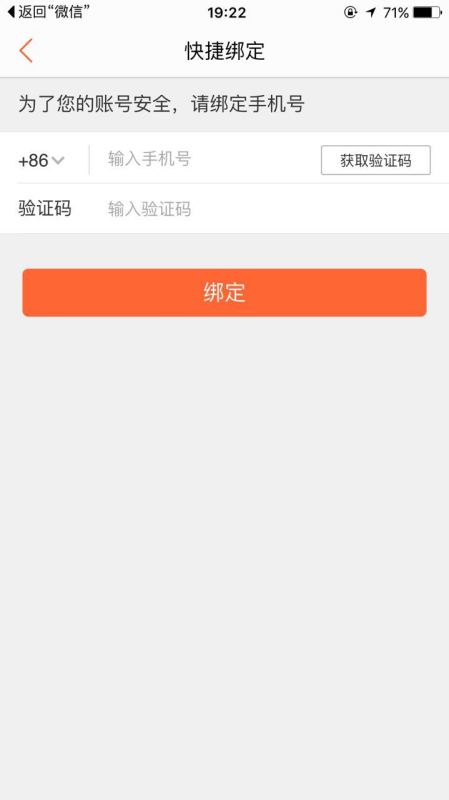 返回“微信” 19:22 71%
快捷绑定
为了您的账号安全，请绑定手机号
+86 输入手机号 获取验证码
验证码 输入验证码
绑定